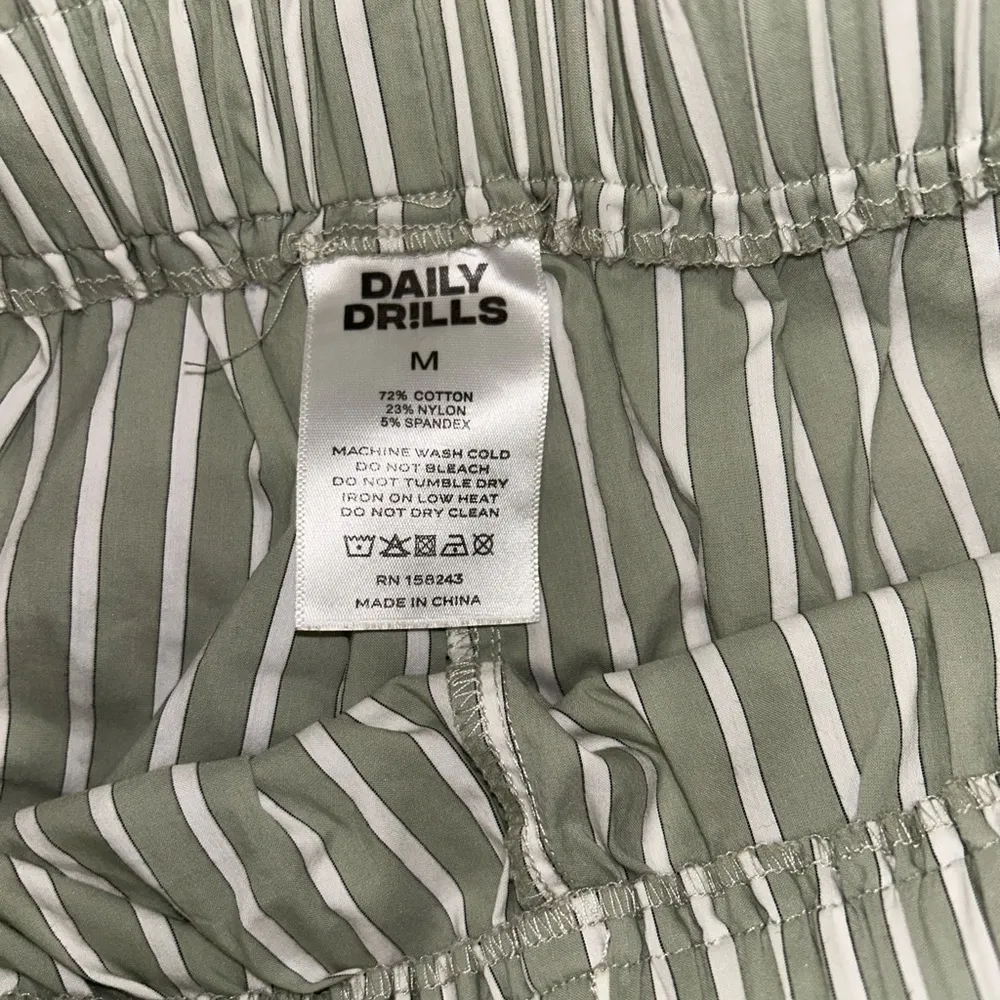 DAILY
DR!LLS
M
72% COTTON
23% NYLON
5% SPANDEX
MACHINE WASH COLD
DO NOT BLEACH
DO NOT TUMBLE DRY
IRON ON LOW HEAT
DO NOT DRY CLEAN
RN 158243
MADE IN CHINA